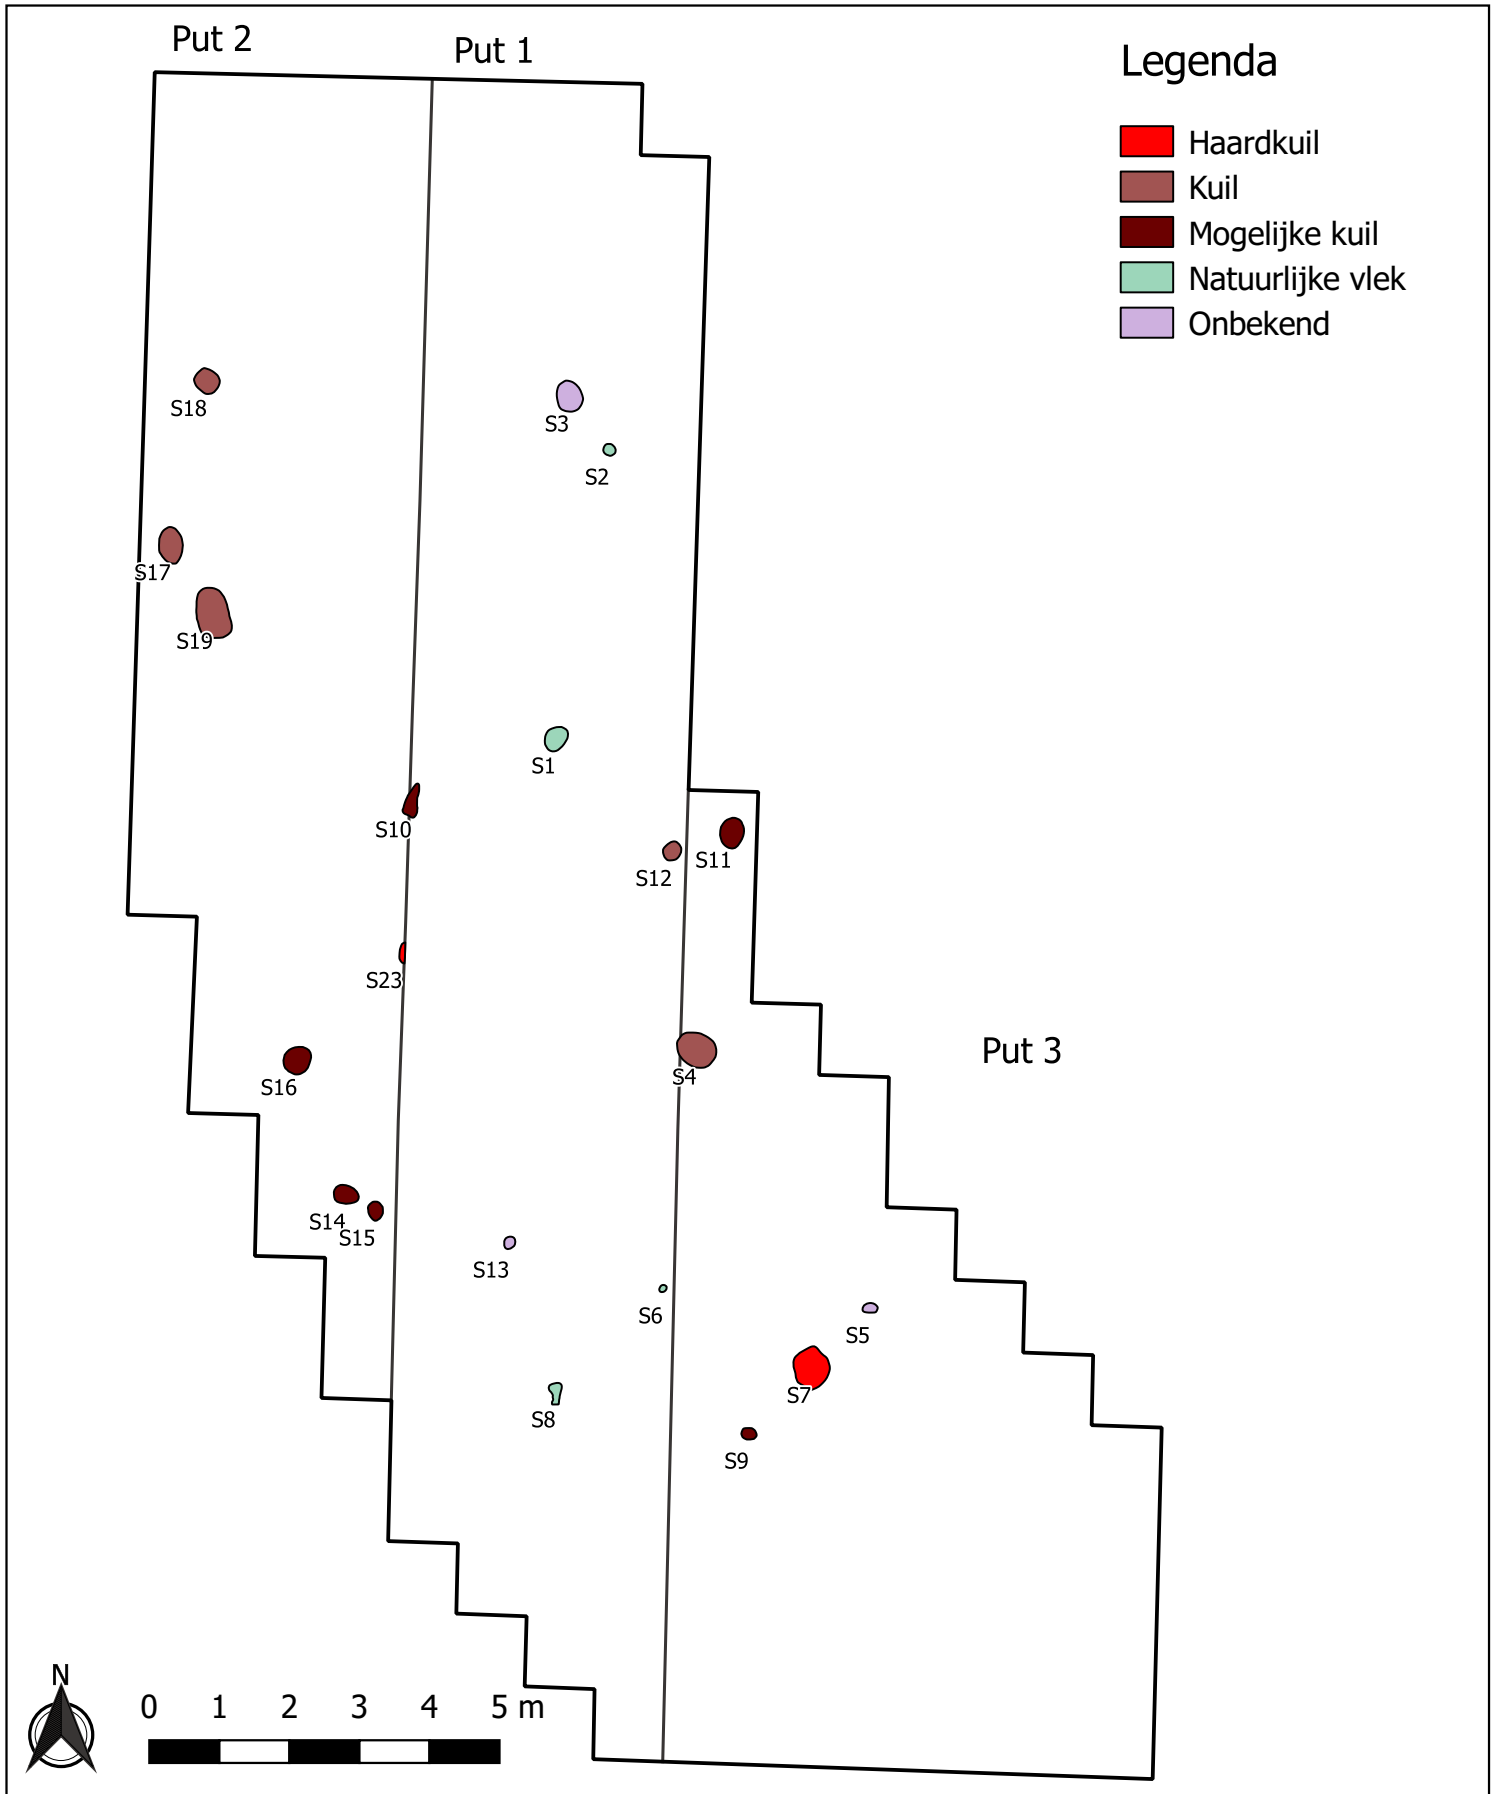 Put 2
Put 1
Legenda
Haardkuil
Kuil
Mogelijke kuil
Natuurlijke vlek
Onbekend
S18
S3
S2
S17
S19
S1
S10
S12
S11
S23
S4
Put 3
S16
S14
S15
S13
S6
S5
S7
S8
S9
N
0 1 2 3 4 5 m